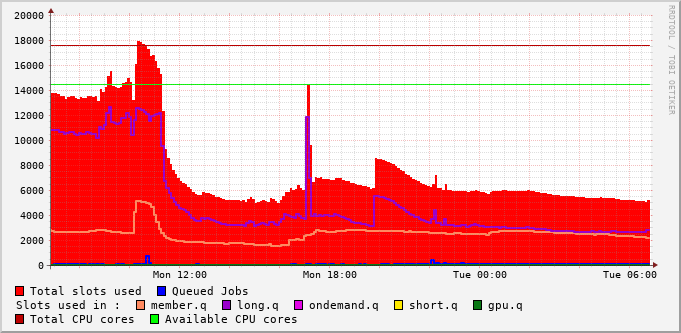 RRDTOOL / TOBI OETIKER
20000
18000
16000
14000
12000
10000
8000
6000
4000
2000
0
Mon 12:00 Mon 18:00 Tue 00:00 Tue 06:00
Total slots used Queued Jobs
Slots used in : member.q long.q ondemand.q short.q gpu.q
Total CPU cores Available CPU cores